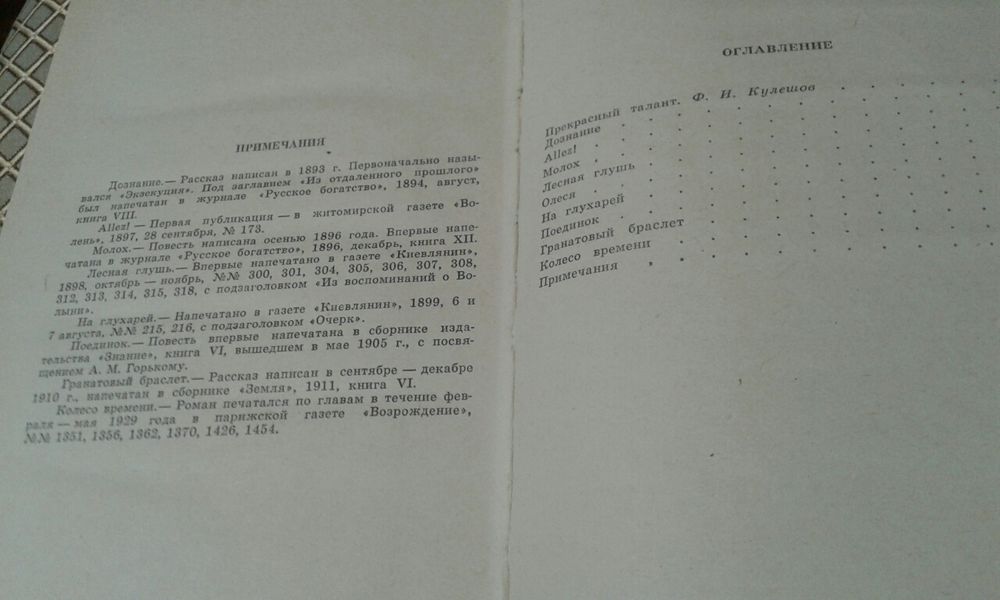 ПРИМЕЧАНИЯ
Дознание.— Рассказ написан в 1893 г. Первоначально назы-
вался «Экзекуция». Под заглавием «Из отдаленного прошлого»
был напечатан в журнале «Русское богатство», 1894, август,
книга VIII.
Allez! — Первая публикация — в житомирской газете «Во-
лень», 1897, 28 сентября, № 173.
Молох.— Повесть написана осенью 1896 года. Впервые напе-
чатана в журнале «Русское богатство», 1896, декабрь, книга XII.
Лесная глушь.— Впервые напечатано в газете «Киевлянин»,
1898, октябрь — ноябрь, №№ 300, 301, 304, 305, 306, 307, 308,
312, 313, 314, 315, 318, с подзаголовком «Из воспоминаний о Во-
лыни».
На глухарей.— Напечатано в газете «Киевлянин», 1899, 6 и
7 августа, №№ 215, 216, с подзаголовком «Очерк».
Поединок.— Повесть впервые напечатана в сборнике изда-
тельства «Знание», книга VI, вышедшем в мае 1905 г., с посвя-
щением А. М. Горькому.
Гранатовый браслет.— Рассказ написан в сентябре — декабре
1910 г., напечатан в сборнике «Земля», 1911, книга VI.
Колесо времени.— Роман печатался по главам в течение фев-
раля — мая 1929 года в парижской газете «Возрождение»,
№№ 1351, 1356, 1362, 1370, 1426, 1454.
ОГЛАВЛЕНИЕ
Прекрасный талант. Ф. И. Кулешов
Дознание
Allez!
Молох
Лесная глушь
Олеся
На глухарей
Поединок
Гранатовый браслет
Колесо времени
Примечания